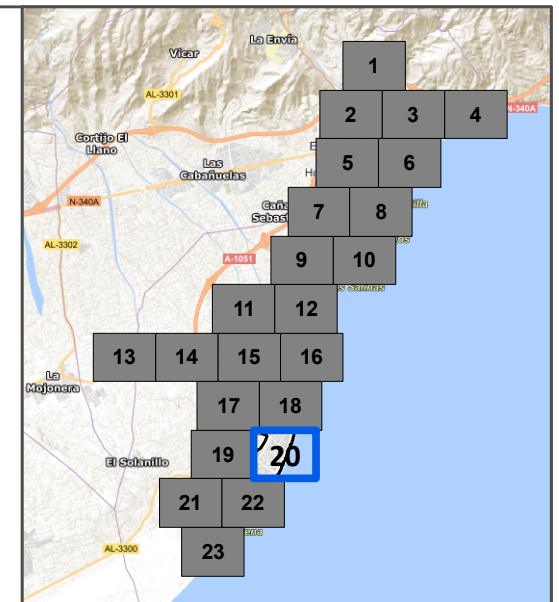 La Envía
Vícar
1
AL-3301
2 3 4
N-340A
Cortijo El
Llano
Las
Cabañuelas
5 6
N-340A
7 8
AL-3302
A-1051
9 10
11 12
13 14 15 16
La
Mojonera
17 18
El Solanillo
19 20
21 22
AL-3300
23